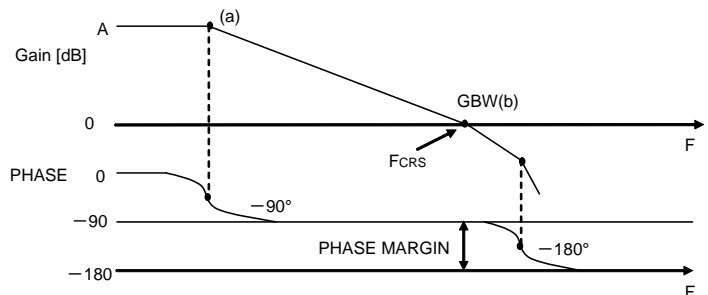 A
(a)
Gain [dB]
GBW(b)
0
FCRS
F
PHASE
0
−90°
−90
PHASE MARGIN
−180°
−180
F